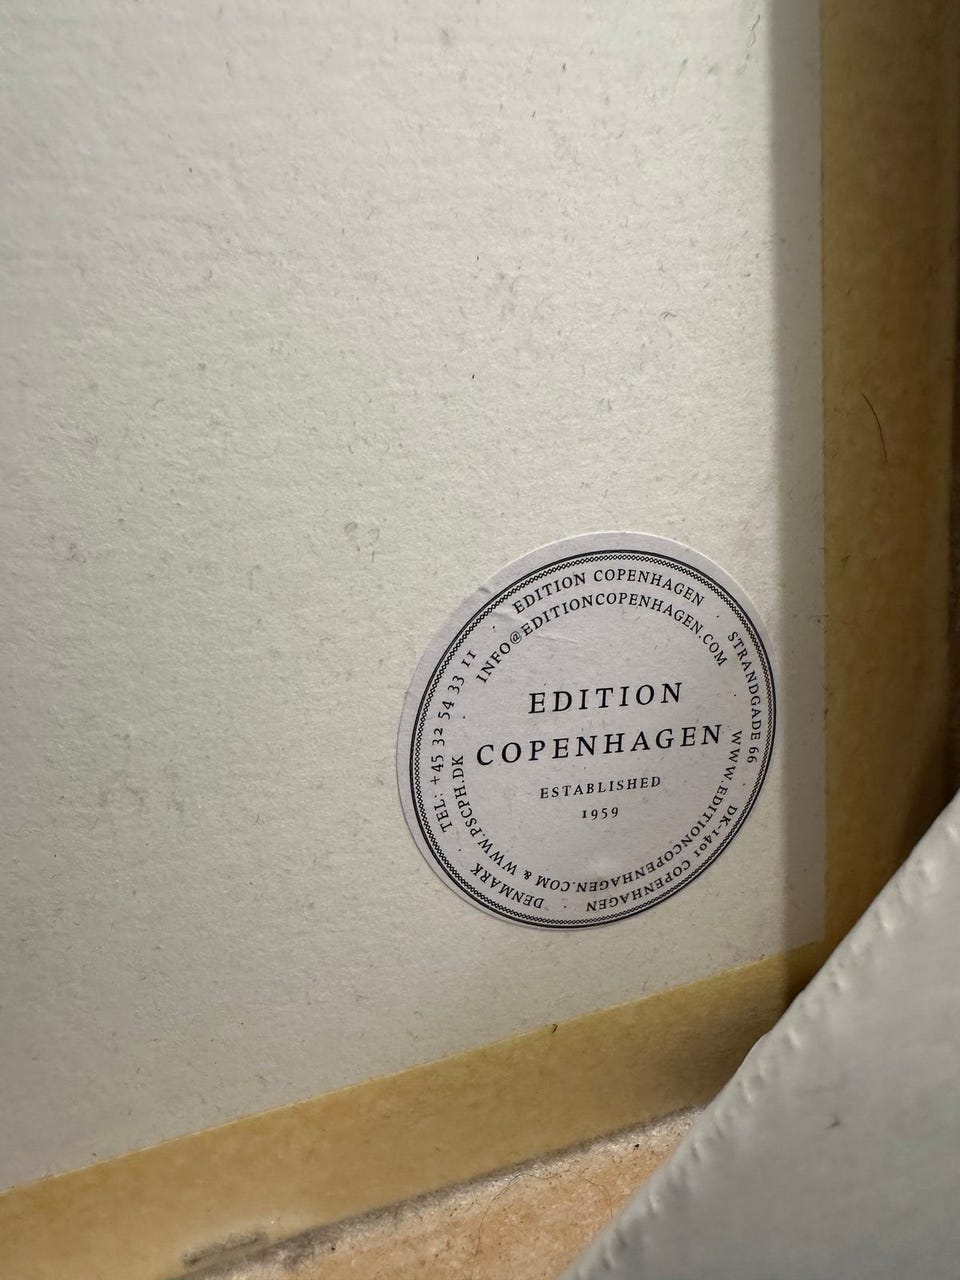 EDITION COPENHAGEN · STRANDGADE 66 · DK-1401 COPENHAGEN · DENMARK · TEL: +45 32 54 33 11 ·
INFO@EDITIONCOPENHAGEN.COM · WWW.EDITIONCOPENHAGEN.COM & WWW.PSCPH.DK ·
EDITION
COPENHAGEN
ESTABLISHED
1959